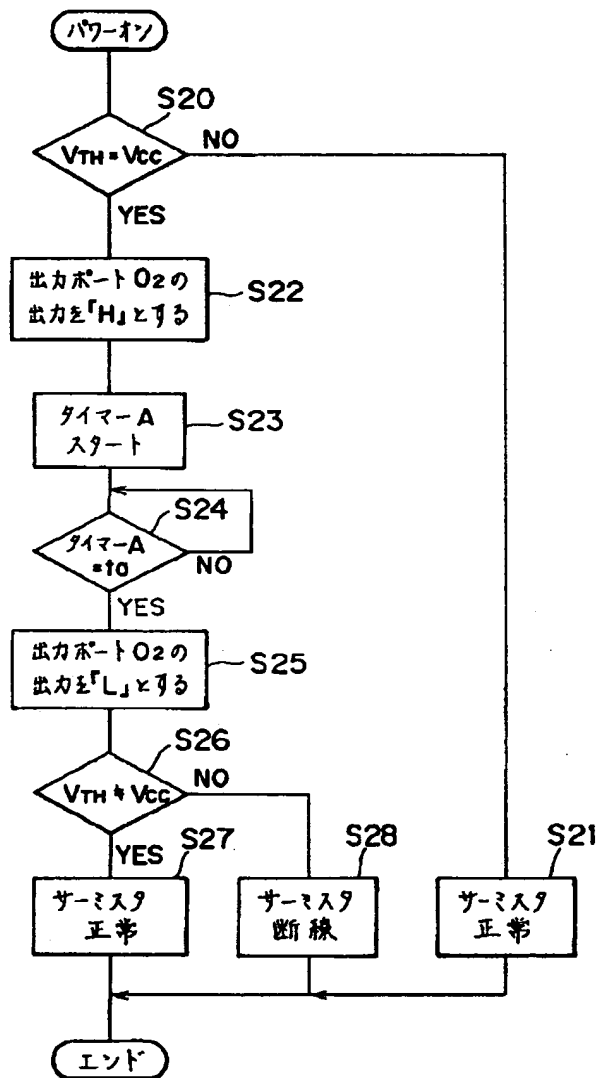 パワーオン
S20
VTH=VCC
NO
YES
出力ポートO2の
出力を「H」とする
S22
タイマーA
スタート
S23
S24
タイマーA
=ta
NO
YES
出力ポートO2の
出力を「L」とする
S25
S26
VTH≠VCC
NO
YES
S27
S28
S21
サーミスタ
正常
サーミスタ
断線
サーミスタ
正常
エンド